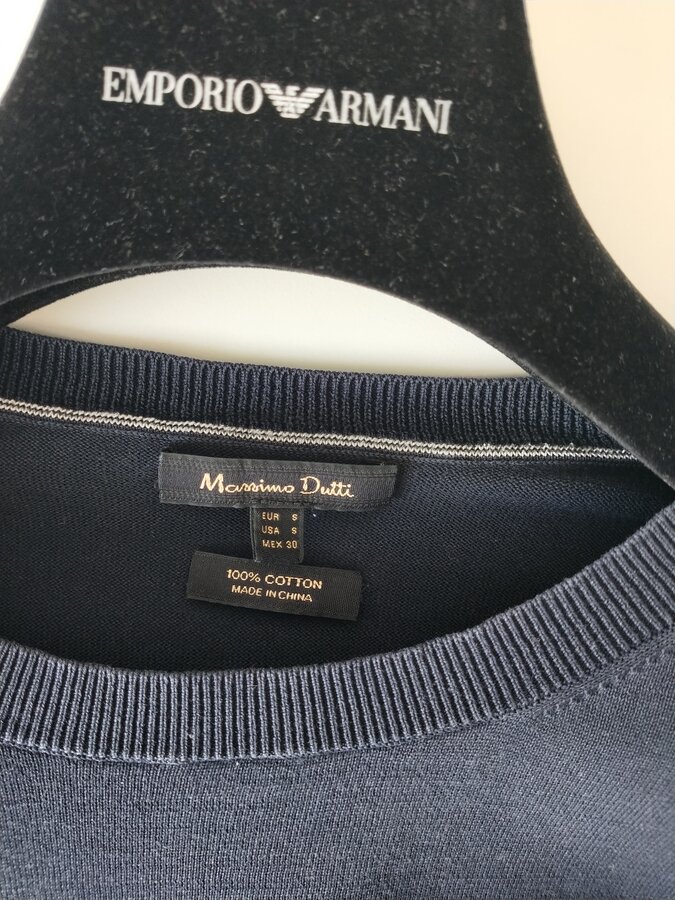 EMPORIO ARMANI
Massimo Dutti
EUR S
USA S
MEX 30
100% COTTON
MADE IN CHINA